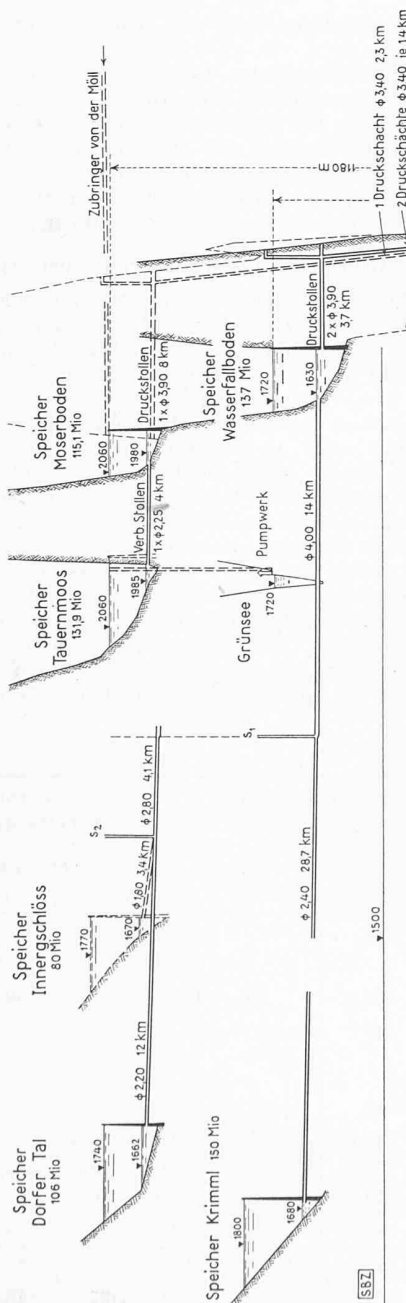 Speicher
Dorfer Tal
106 Mio
1740
1662
ϕ 2,20 12 km
Speicher
Innergschlöss
80 Mio
1770
1670
ϕ 1,80 3,4 km
S₂
ϕ 2,80 4,1 km
Speicher
Tauernmoos
131,9 Mio
2060
1985
Verb. Stollen
1xϕ 2,25 4 km
Speicher
Moserboden
115,1 Mio
2060
1980
Druckstollen
1 x ϕ 3,90 8 km
Zubringer von der Möll
1180 m
Speicher Krimml 150 Mio
1800
1680
ϕ 2,40 28,7 km
S₁
Grünsee
1720
Pumpwerk
ϕ 4,00 14 km
Speicher
Wasserfallboden
137 Mio
1720
1630
Druckstollen
2 x ϕ 3,90
3,7 km
1 Druckschacht ϕ 3,40 2,3 km
2 Druckschächte ϕ 3,40 je 1,4 km
1500
SBZ